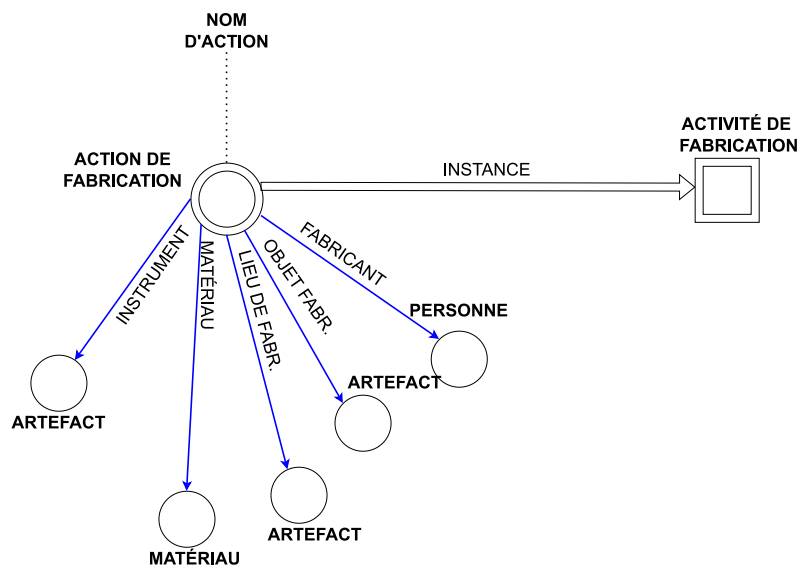 NOM
D'ACTION
ACTIVITÉ DE
FABRICATION
ACTION DE
FABRICATION
INSTANCE
INSTRUMENT
MATÉRIAU
LIEU DE FABR.
OBJET FABR.
FABRICANT
PERSONNE
ARTEFACT
ARTEFACT
ARTEFACT
MATÉRIAU